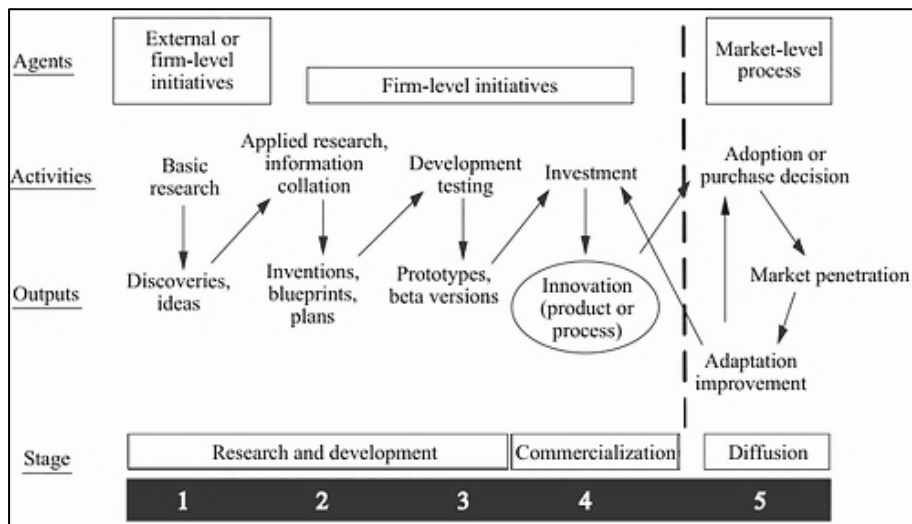 Agents
External or
firm-level
initiatives
Firm-level initiatives
Market-level
process
Activities
Basic
research
Applied research,
information
collation
Development
testing
Investment
Adoption or
purchase decision
Outputs
Discoveries,
ideas
Inventions,
blueprints,
plans
Prototypes,
beta versions
Innovation
(product or
process)
Market penetration
Adaptation
improvement
Stage
Research and development
Commercialization
Diffusion
1 2 3 4 5